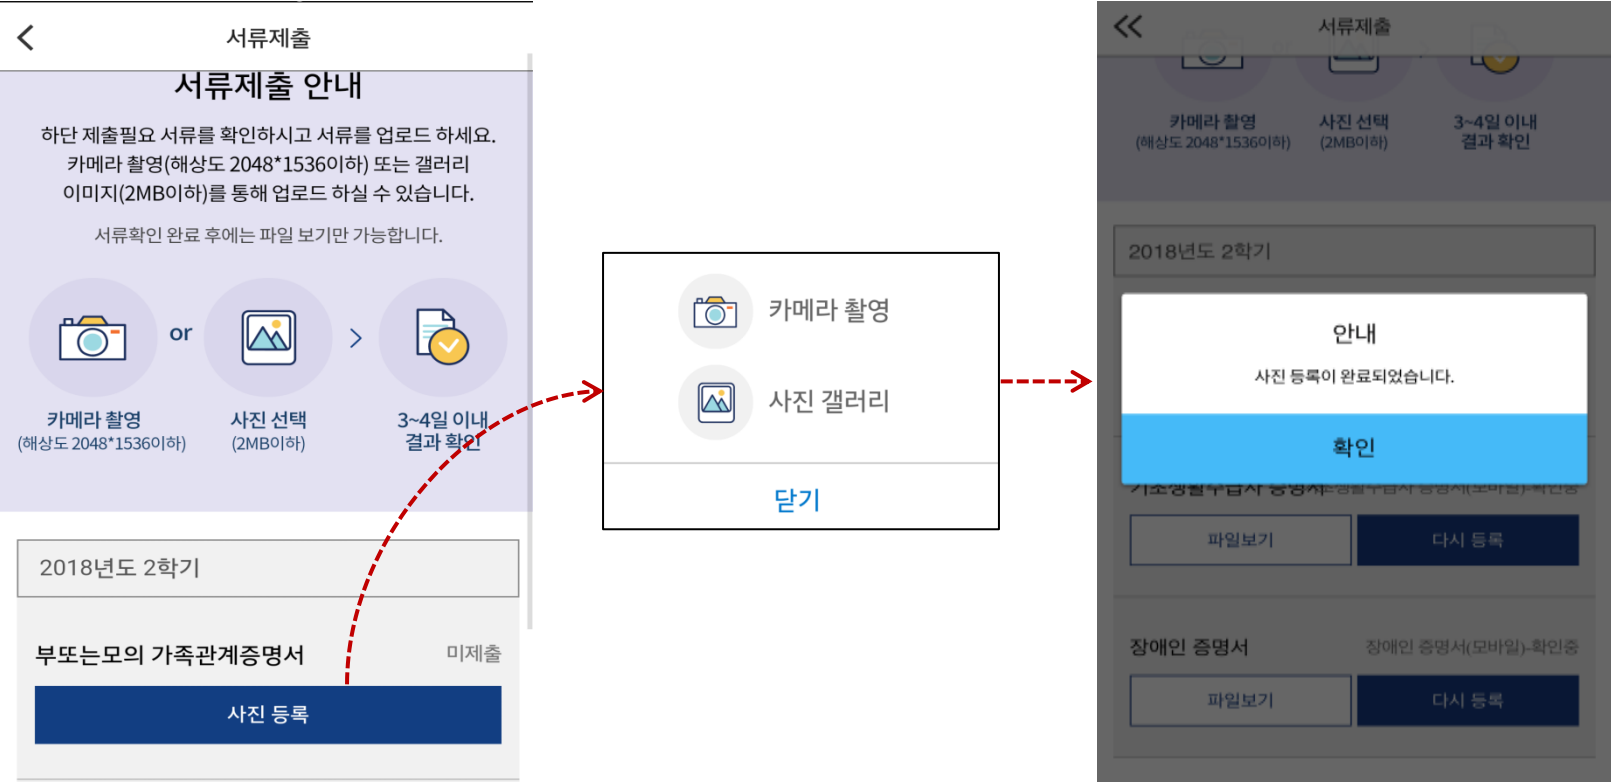 서류제출
서류제출 안내
하단 제출필요 서류를 확인하시고 서류를 업로드 하세요.
카메라 촬영(해상도 2048*1536이하) 또는 갤러리
이미지(2MB이하)를 통해 업로드 하실 수 있습니다.
서류확인 완료 후에는 파일 보기만 가능합니다.
or
카메라 촬영
(해상도 2048*1536이하)
사진 선택
(2MB이하)
3~4일 이내
결과 확인
2018년도 2학기
부또는모의 가족관계증명서
미제출
사진 등록
카메라 촬영
사진 갤러리
닫기
서류제출
카메라 촬영
(해상도 2048*1536이하)
사진 선택
(2MB이하)
3~4일 이내
결과 확인
2018년도 2학기
안내
사진 등록이 완료되었습니다.
확인
기초생활수급자 증명서
파일보기
다시 등록
장애인 증명서
장애인 증명서(모바일)-확인중
파일보기
다시 등록